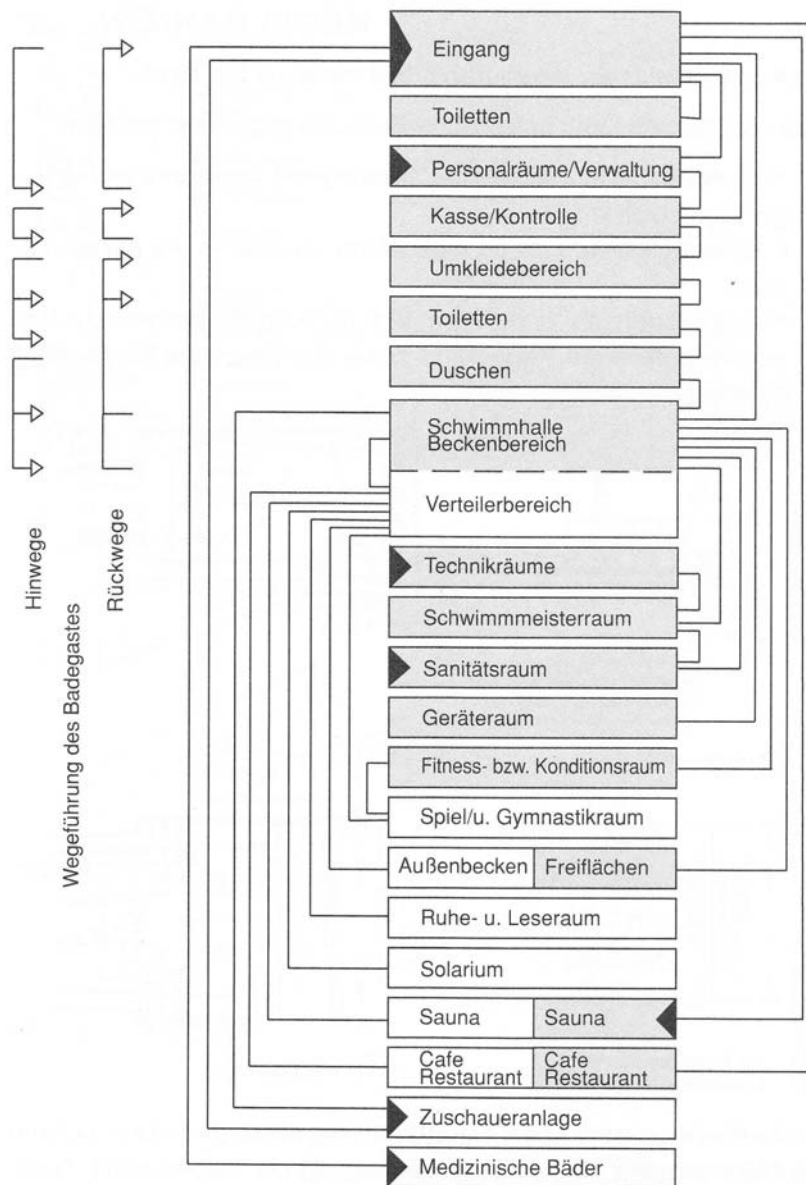 Eingang
Toiletten
Personalräume/Verwaltung
Kasse/Kontrolle
Umkleidebereich
Toiletten
Duschen
Schwimmhalle
Beckenbereich
Verteilerbereich
Technikräume
Schwimmmeisterraum
Sanitätsraum
Geräteraum
Fitness- bzw. Konditionsraum
Spiel/u. Gymnastikraum
Außenbecken Freiflächen
Ruhe- u. Leseraum
Solarium
Sauna Sauna
Cafe Cafe
Restaurant Restaurant
Zuschaueranlage
Medizinische Bäder
Hinwege
Rückwege
Wegeführung des Badegastes